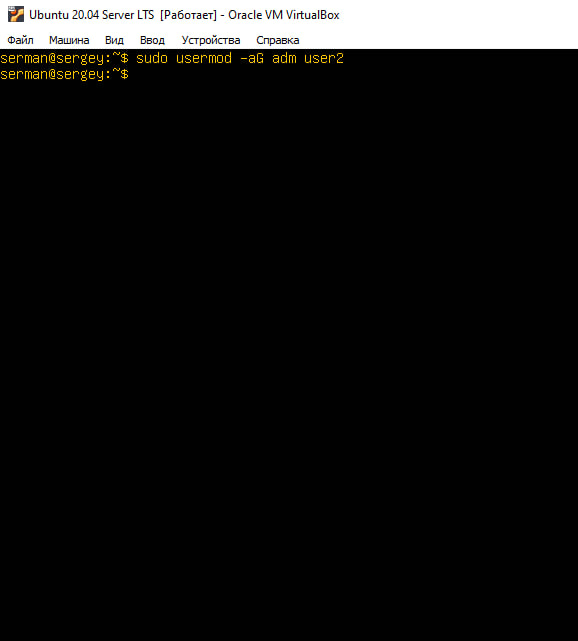 Ubuntu 20.04 Server LTS [Работает] - Oracle VM VirtualBox
Файл Машина Вид Ввод Устройства Справка
serman@sergey:~$ sudo usermod -aG adm user2
serman@sergey:~$